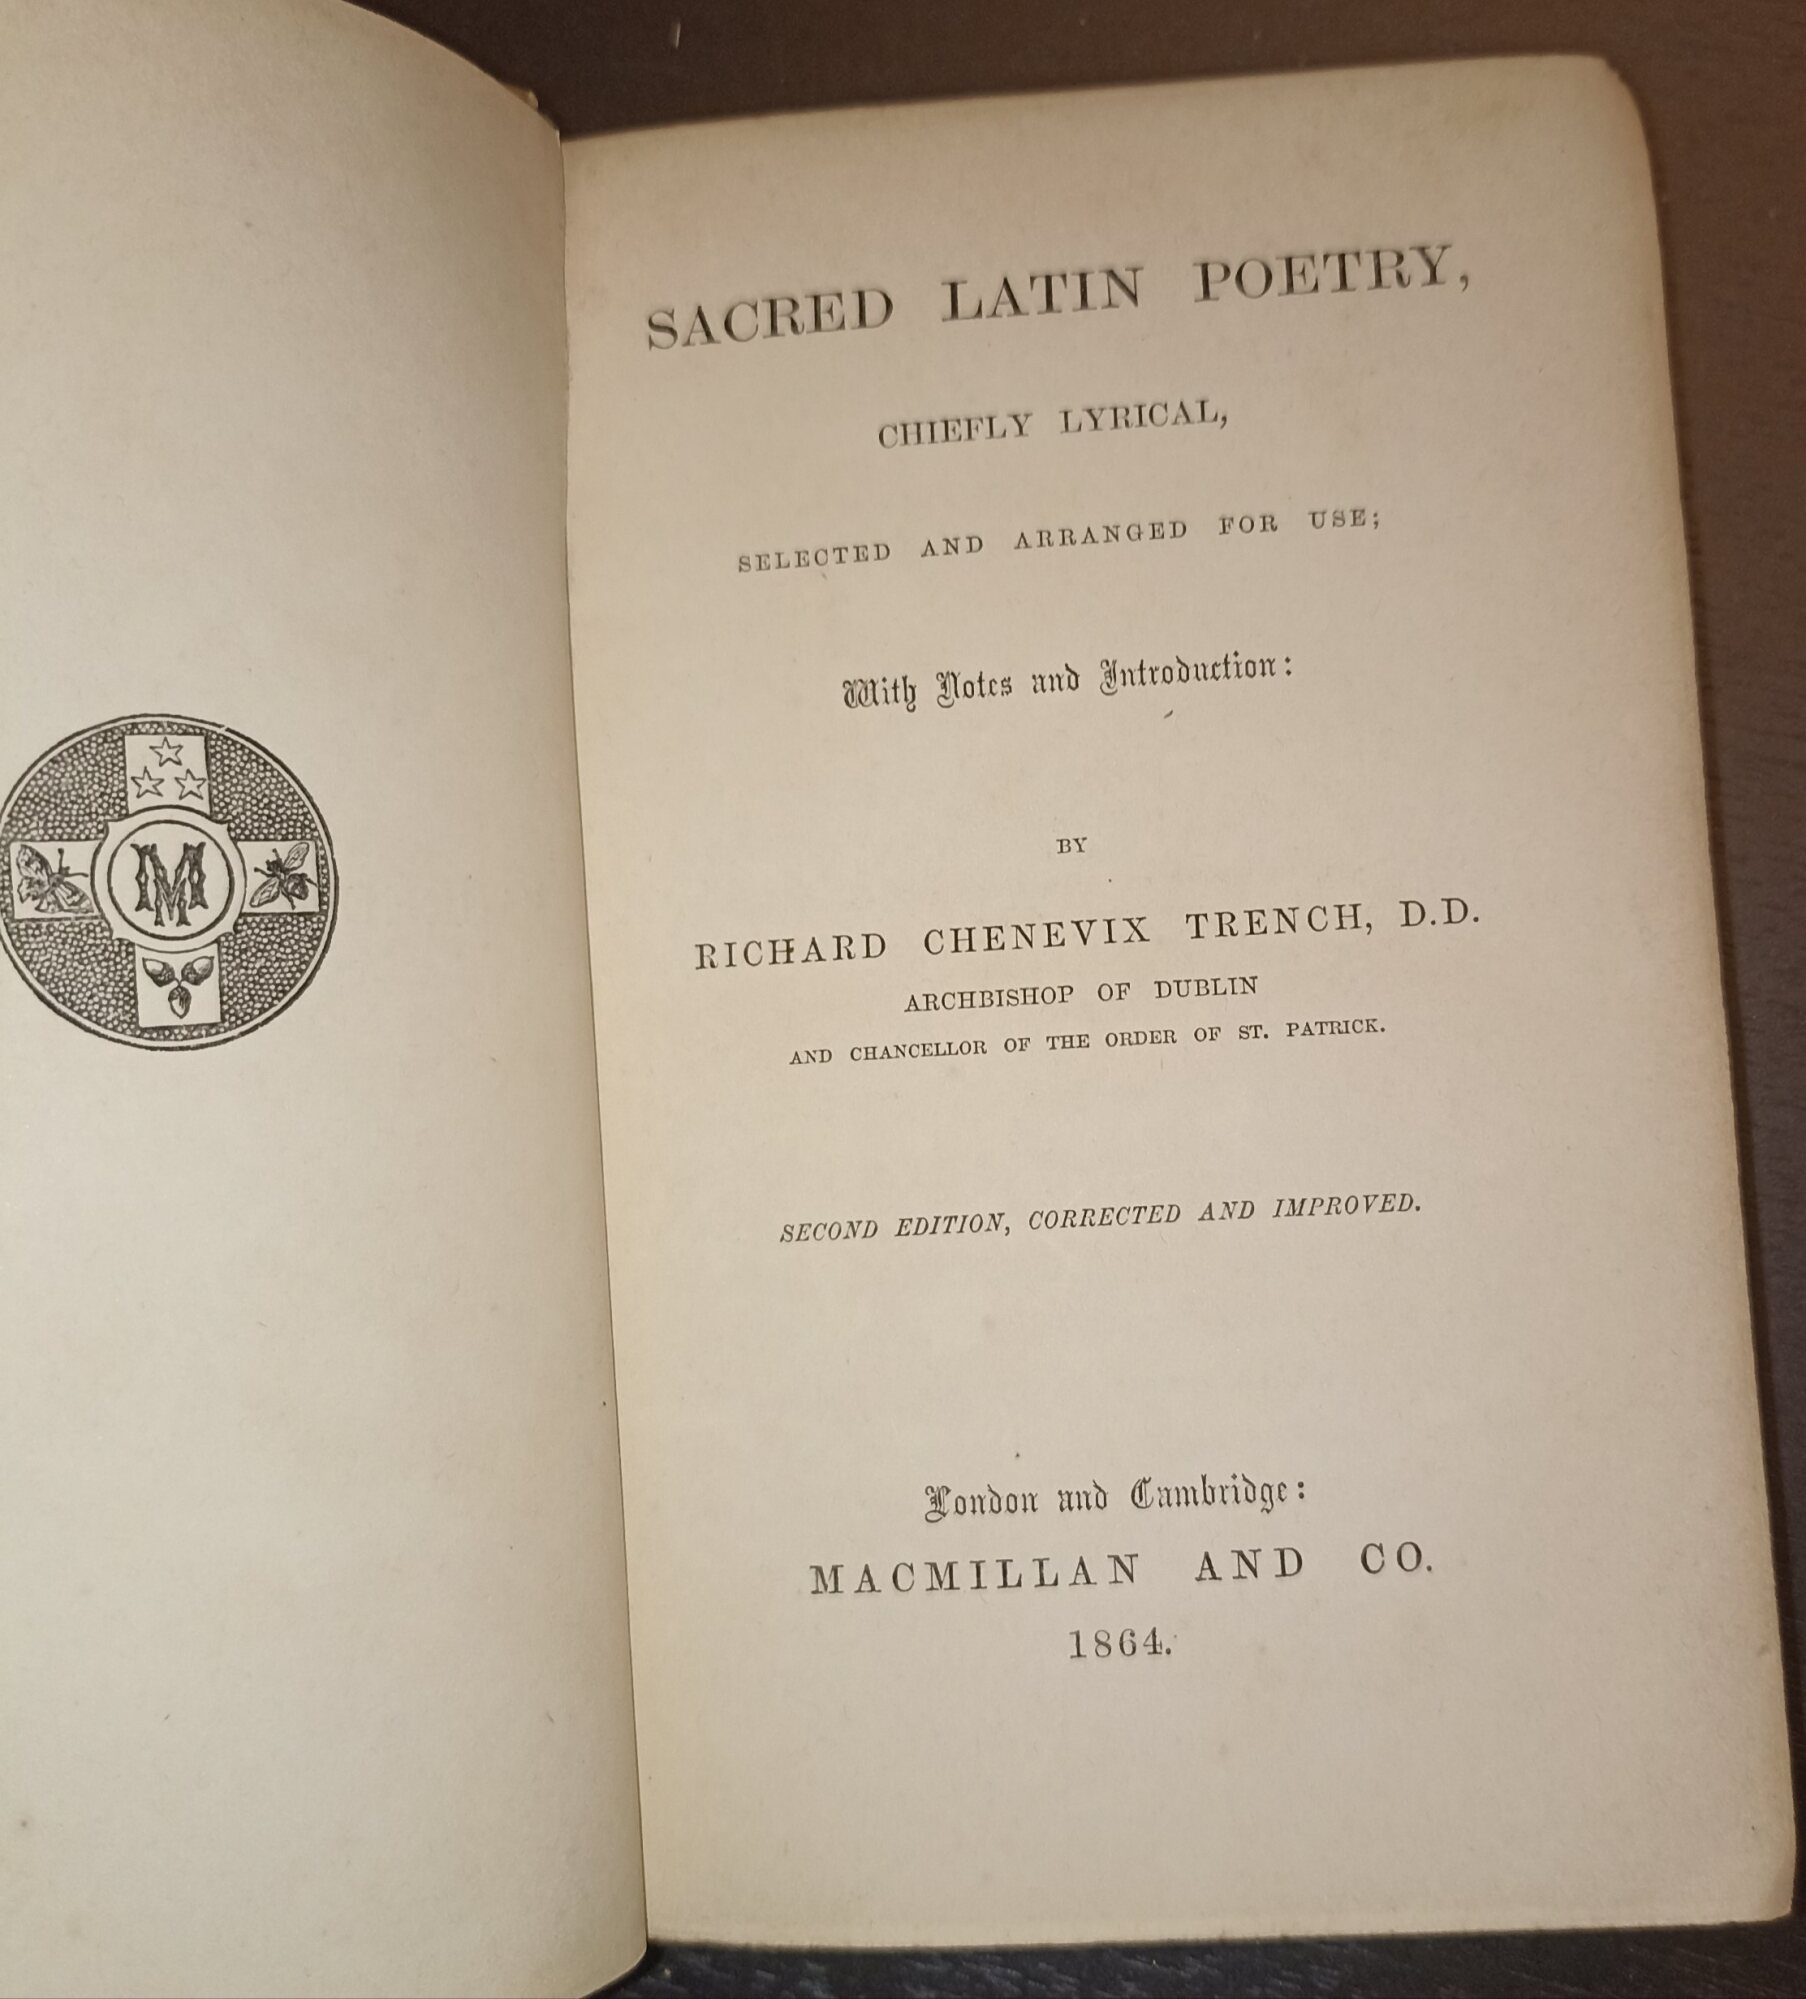 M
SACRED LATIN POETRY,
CHIEFLY LYRICAL,
SELECTED AND ARRANGED FOR USE;
With Notes and Introduction:
BY
RICHARD CHENEVIX TRENCH, D.D.
ARCHBISHOP OF DUBLIN
AND CHANCELLOR OF THE ORDER OF ST. PATRICK.
SECOND EDITION, CORRECTED AND IMPROVED.
London and Cambridge:
MACMILLAN AND CO.
1864.